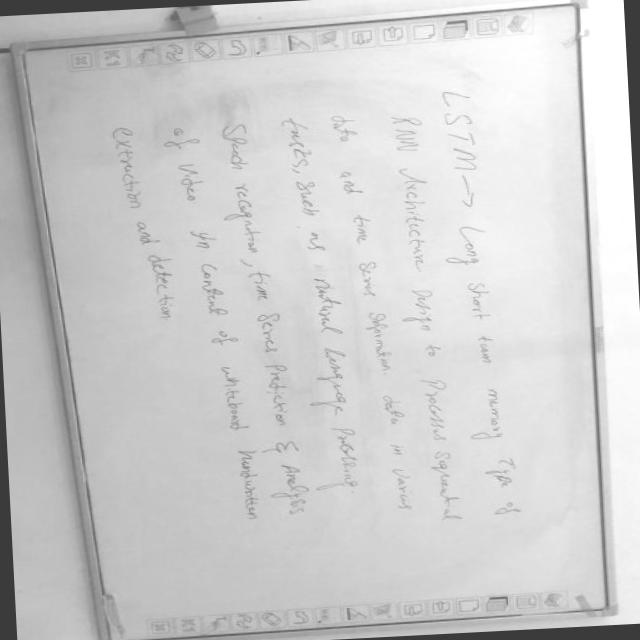 LSTM → Long Short term memory Type of
RNN Architecture Design to Process Sequential
data and time Series information data in various
tasks, Such as natural language Processing.
Speech recognition, time Series Prediction & Analysis
of Video in context of whiteboard handwritten
extraction and detection